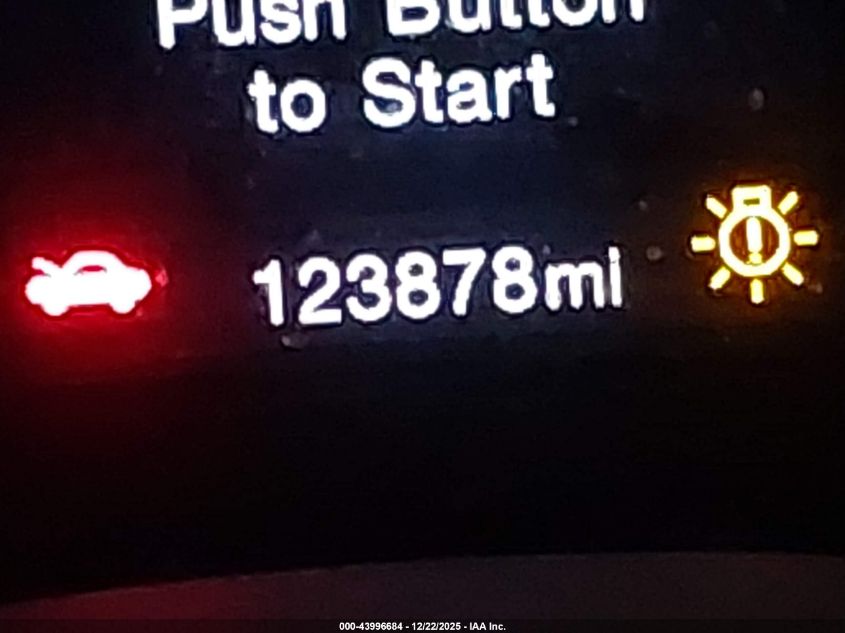 Push Button
to Start
123878mi
000-43996684 - 12/22/2025 - IAA Inc.